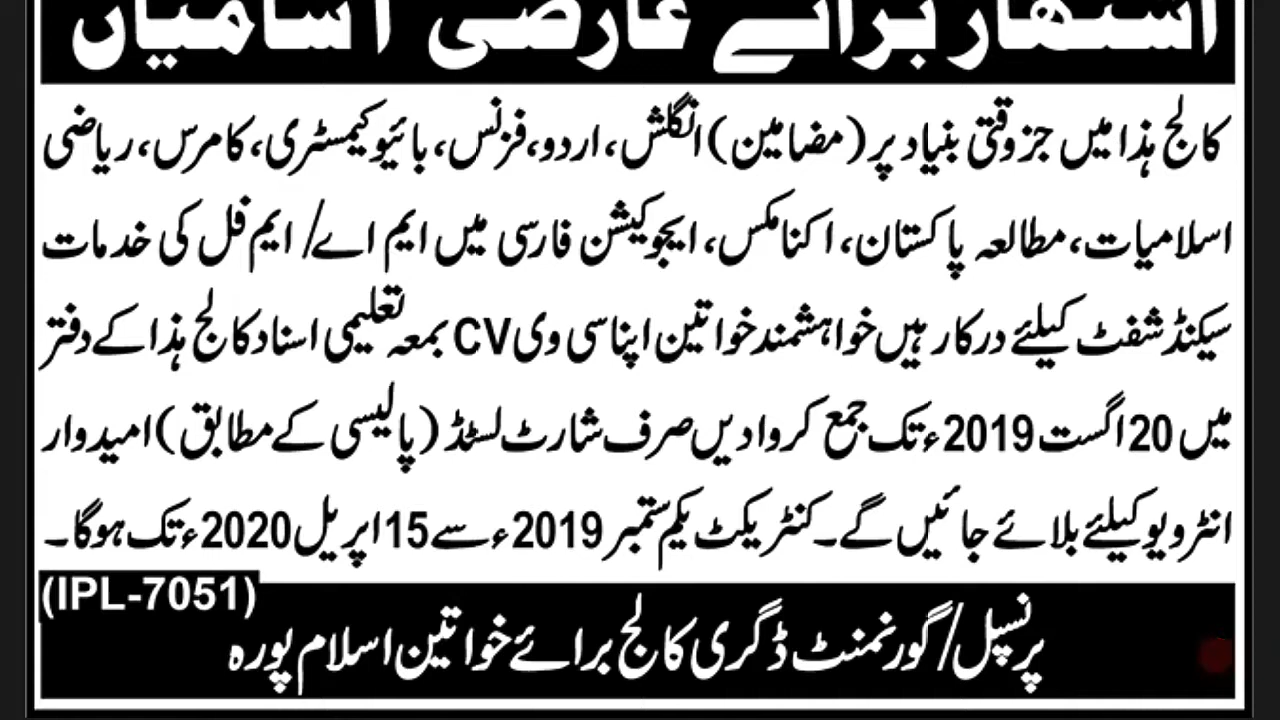 اشتہار برائے عارضی آسامیاں
کالج ہذا میں جزوقتی بنیاد پر (مضامین) انگلش، اردو، فزنس، بائیوکیمسٹری، کامرس، ریاضی
اسلامیات، مطالعہ پاکستان، اکنامکس، ایجوکیشن فارسی میں ایم اے/ ایم فل کی خدمات
سیکنڈ شفٹ کیلئے درکار ہیں خواہشمند خواتین اپنا سی وی CV بمعہ تعلیمی اسناد کالج ہذا کے دفتر
میں 20 اگست 2019ء تک جمع کروا دیں صرف شارٹ لسٹڈ (پالیسی کے مطابق) امیدوار
انٹرویو کیلئے بلائے جائیں گے۔ کنٹریکٹ یکم ستمبر 2019ء سے 15 اپریل 2020ء تک ہوگا۔
(IPL-7051)
پرنسپل/ گورنمنٹ ڈگری کالج برائے خواتین اسلام پورہ